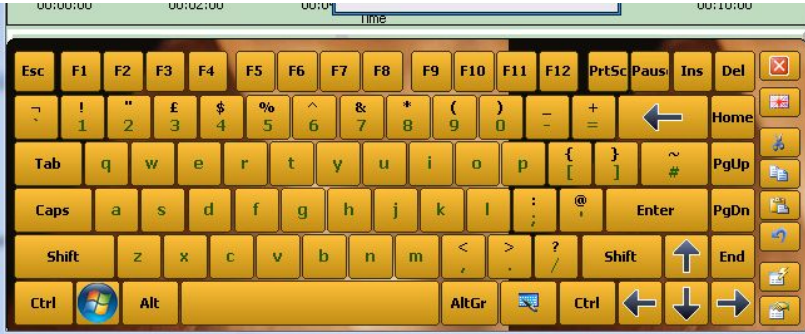 00:00:00 00:02:00 00:04 00:10:00
Time
Esc F1 F2 F3 F4 F5 F6 F7 F8 F9 F10 F11 F12 PrtSc Paus Ins Del
¬ ! " £ $ % ^ & * ( ) _ +
` 1 2 3 4 5 6 7 8 9 0 - = Home
Tab q w e r t y u i o p { [ } ] ~ # PgUp
Caps a s d f g h j k l : ; @ ' Enter PgDn
Shift z x c v b n m < , > . ? / Shift End
Ctrl Alt AltGr Ctrl